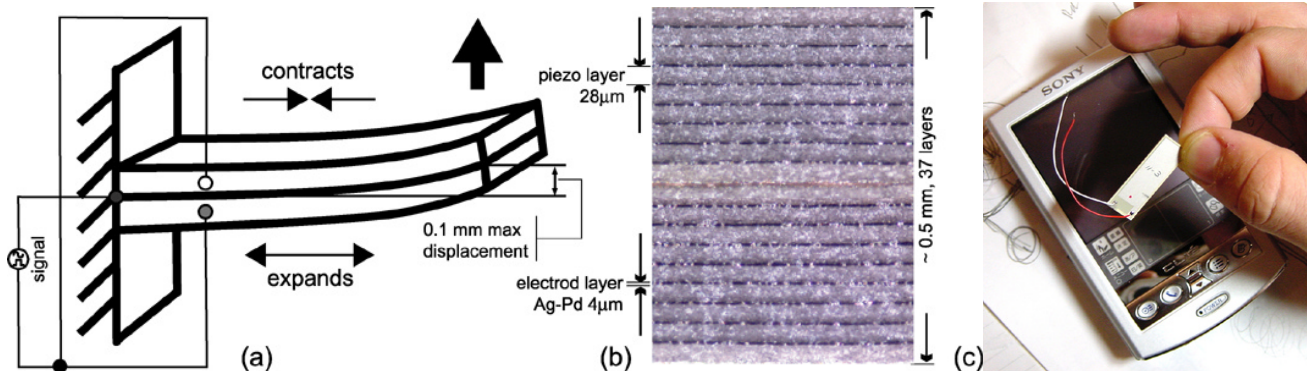 contracts
expands
0.1 mm max
displacement
signal
(a)
piezo layer
28μm
electrod layer
Ag-Pd 4μm
(b)
~ 0.5 mm, 37 layers
(c)
SONY